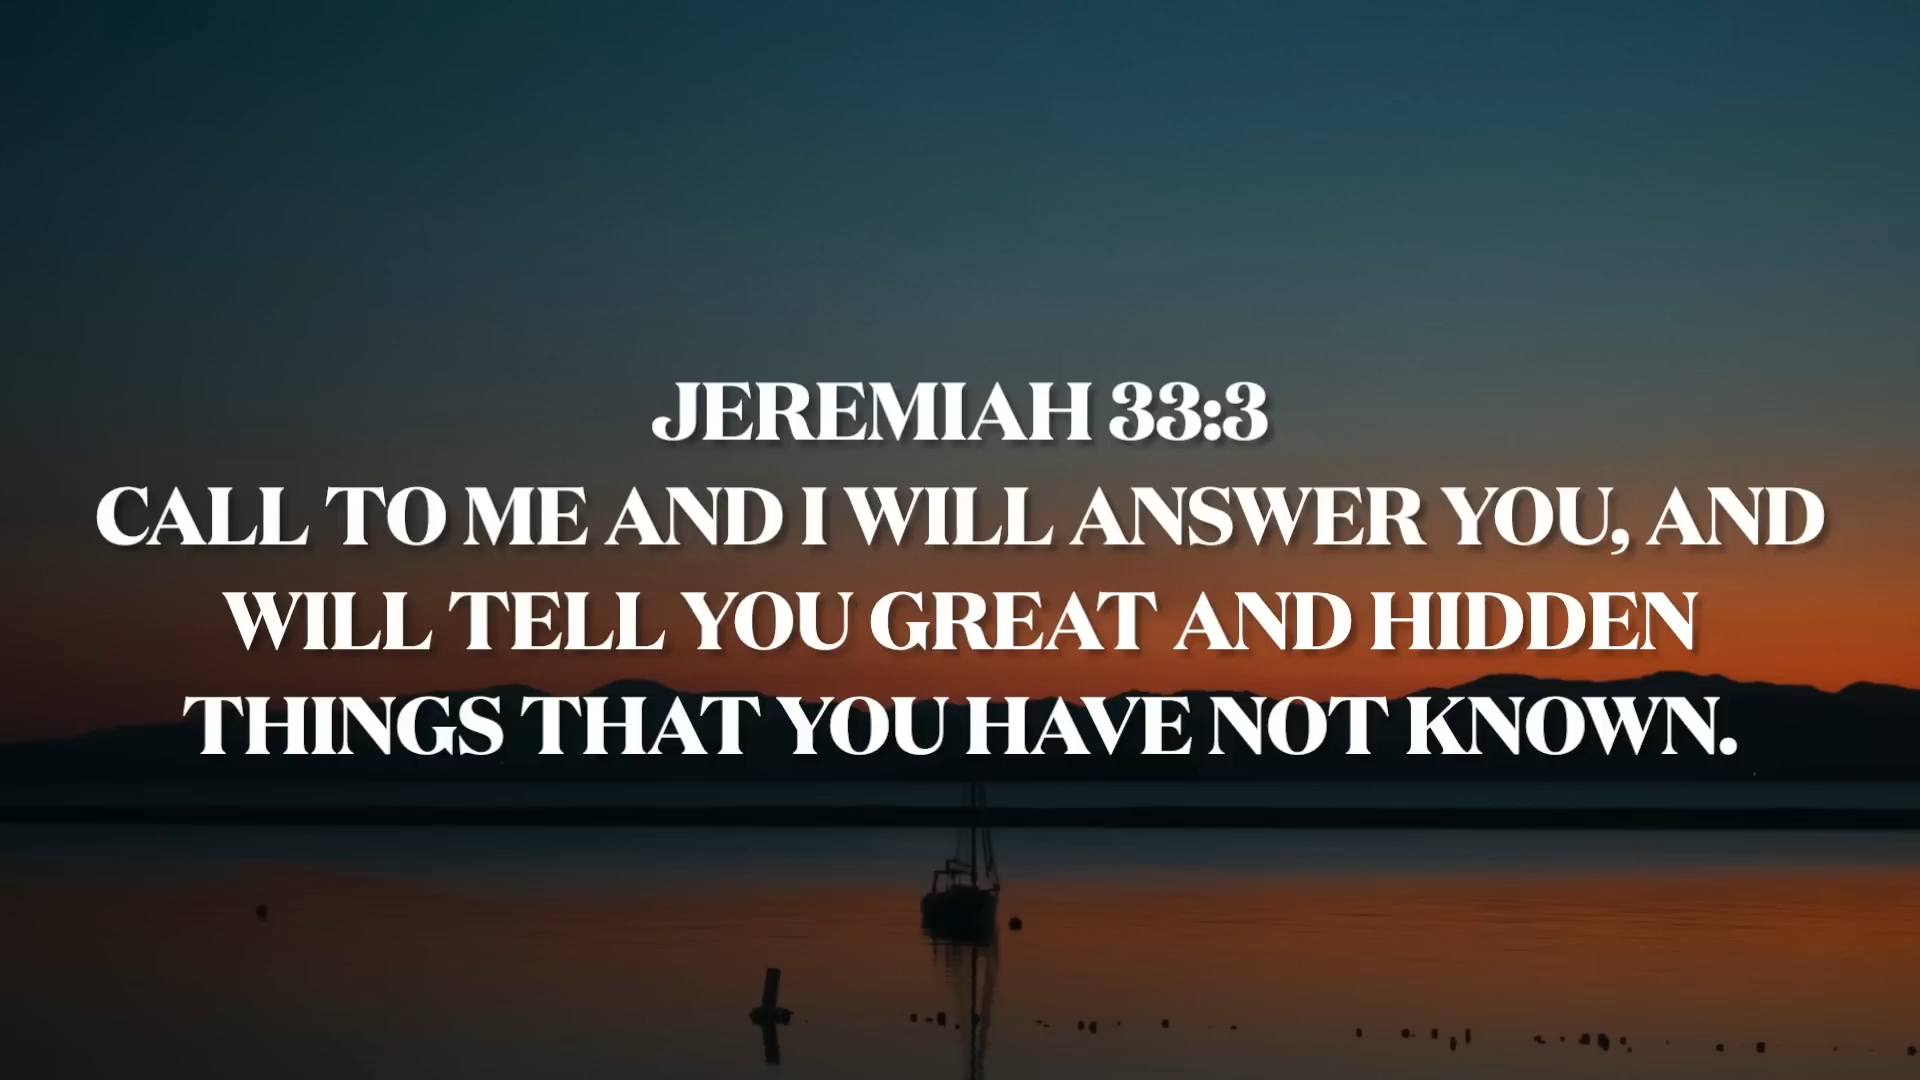 JEREMIAH 33:3
CALL TO ME AND I WILL ANSWER YOU, AND
WILL TELL YOU GREAT AND HIDDEN
THINGS THAT YOU HAVE NOT KNOWN.